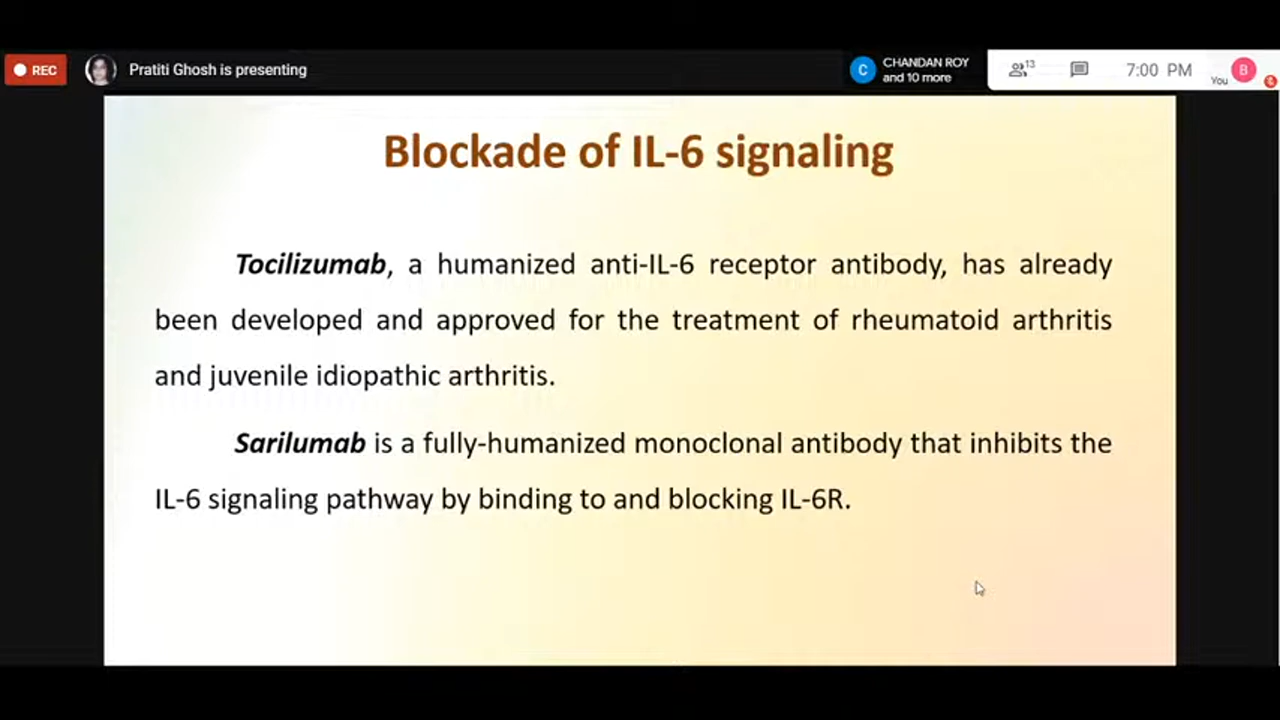 REC
Pratiti Ghosh is presenting
C
CHANDAN ROY
and 10 more
13
7:00 PM
You
B
Blockade of IL-6 signaling
Tocilizumab, a humanized anti-IL-6 receptor antibody, has already
been developed and approved for the treatment of rheumatoid arthritis
and juvenile idiopathic arthritis.
Sarilumab is a fully-humanized monoclonal antibody that inhibits the
IL-6 signaling pathway by binding to and blocking IL-6R.